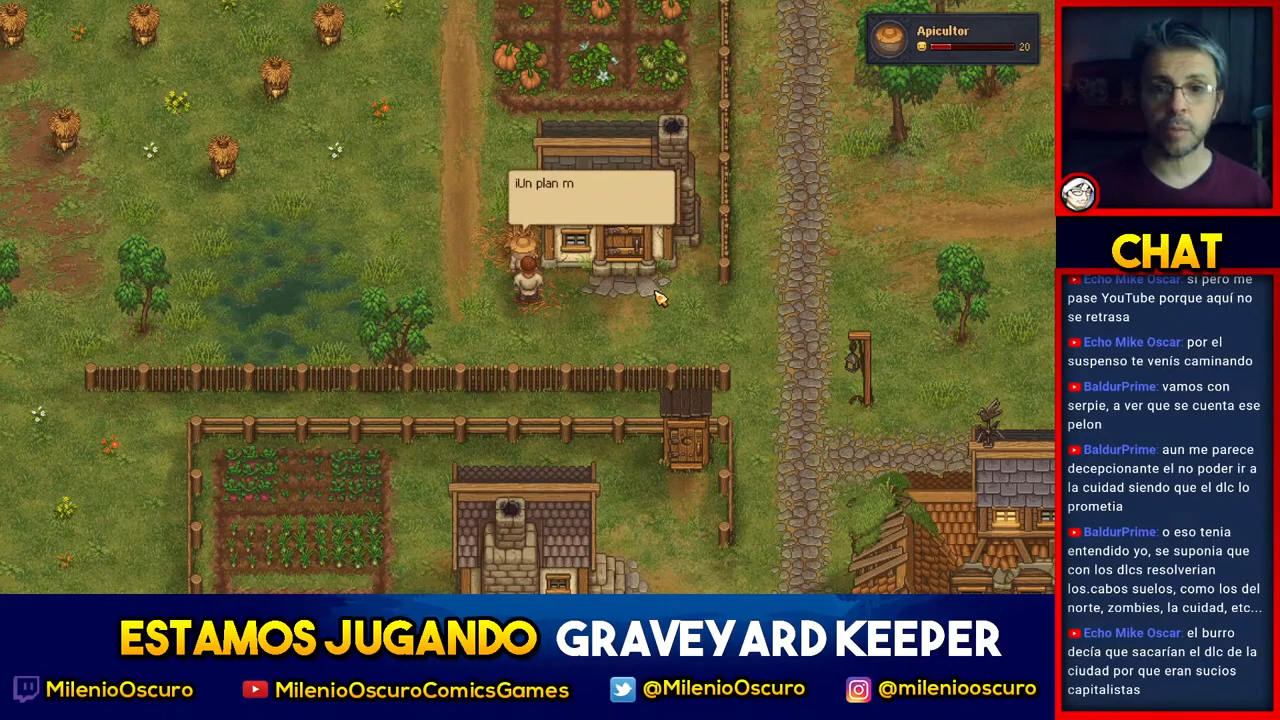 Apicultor
20
¡Un plan m
CHAT
Echo Mike Oscar: si pero me
pase YouTube porque aquí no
se retrasa
Echo Mike Oscar: por el
suspenso te venís caminando
BaldurPrime: vamos con
serpie, a ver que se cuenta ese
pelon
BaldurPrime: aun me parece
decepcionante el no poder ir a
la cuidad siendo que el dlc lo
prometia
BaldurPrime: o eso tenia
entendido yo, se suponia que
con los dlcs resolverian
los.cabos suelos, como los del
norte, zombies, la cuidad, etc...
Echo Mike Oscar: el burro
decía que sacarían el dlc de la
ciudad por que eran sucios
capitalistas
ESTAMOS JUGANDO GRAVEYARD KEEPER
MilenioOscuro MilenioOscuroComicsGames @MilenioOscuro @mileniooscuro